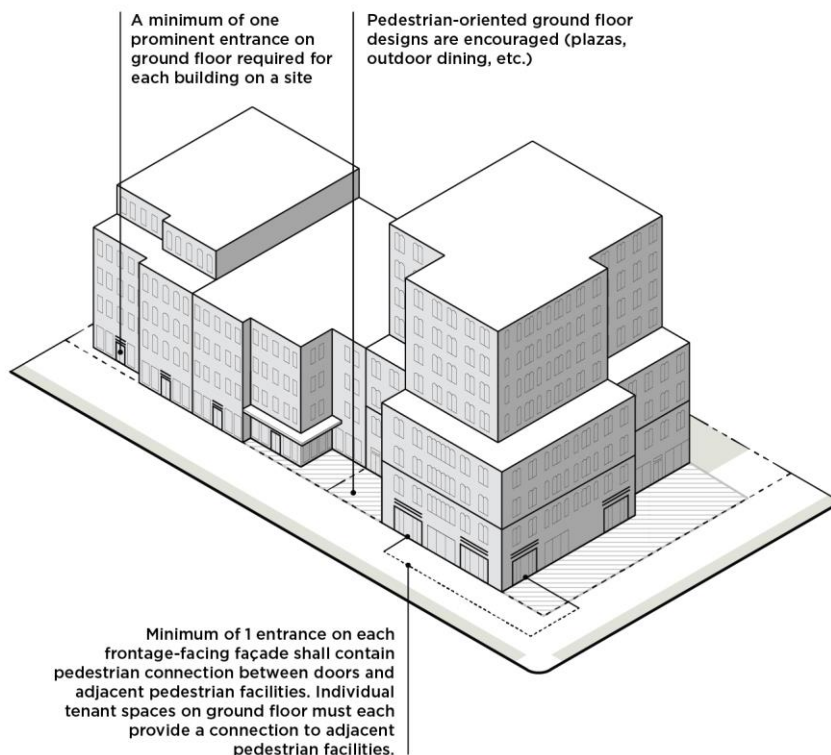 A minimum of one
prominent entrance on
ground floor required for
each building on a site
Pedestrian-oriented ground floor
designs are encouraged (plazas,
outdoor dining, etc.)
Minimum of 1 entrance on each
frontage-facing façade shall contain
pedestrian connection between doors and
adjacent pedestrian facilities. Individual
tenant spaces on ground floor must each
provide a connection to adjacent
pedestrian facilities.